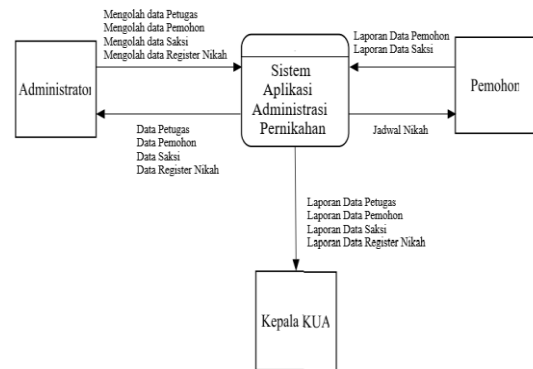 Mengolah data Petugas
Mengolah data Pemohon
Mengolah data Saksi
Mengolah data Register Nikah
Administrator
Data Petugas
Data Pemohon
Data Saksi
Data Register Nikah
Sistem
Aplikasi
Administrasi
Pernikahan
Laporan Data Pemohon
Laporan Data Saksi
Pemohon
Jadwal Nikah
Laporan Data Petugas
Laporan Data Pemohon
Laporan Data Saksi
Laporan Data Register Nikah
Kepala KUA